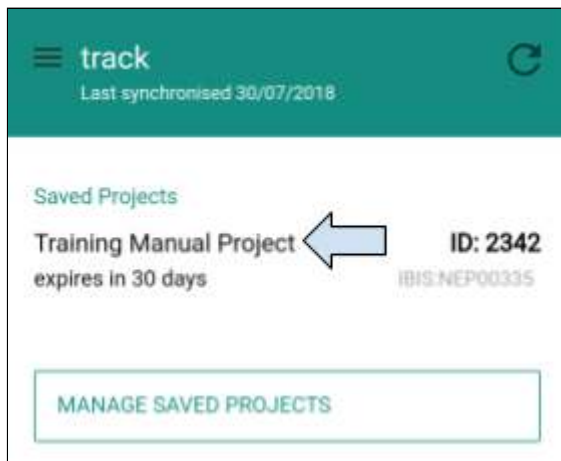 track
Last synchronised 30/07/2018
Saved Projects
Training Manual Project ID: 2342
expires in 30 days IBIS:NEP00335
MANAGE SAVED PROJECTS